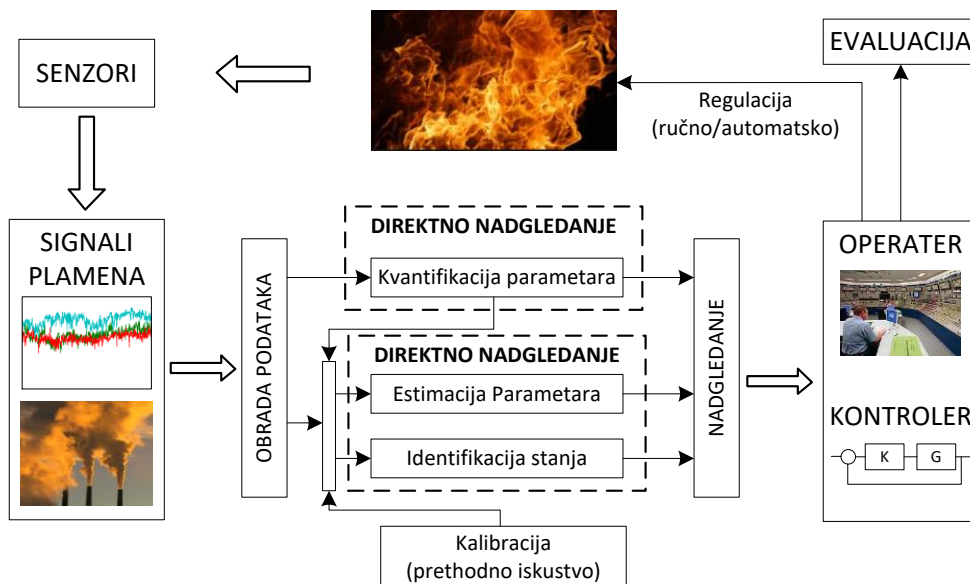 SENZORI
EVALUACIJA
Regulacija
(ručno/automatsko)
SIGNALI
PLAMENA
OBRADA PODATAKA
DIREKTNO NADGLEDANJE
Kvantifikacija parametara
DIREKTNO NADGLEDANJE
Estimacija Parametara
Identifikacija stanja
Kalibracija
(prethodno iskustvo)
NADGLEDANJE
OPERATER
KONTROLER
K
G